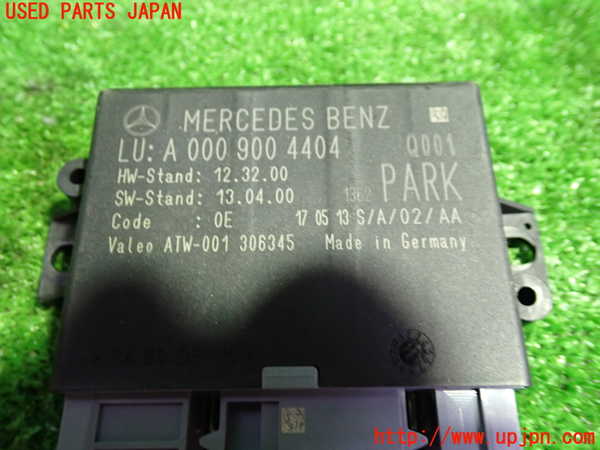 USED PARTS JAPAN
MERCEDES BENZ
LU: A 000 900 4404 Q001
HW-Stand: 12.32.00
SW-Stand: 13.04.00 1362 PARK
Code : 0E 17 05 13 S/A/02/AA
Valeo ATW-001 306345 Made in Germany
http://www.upjpn.com/